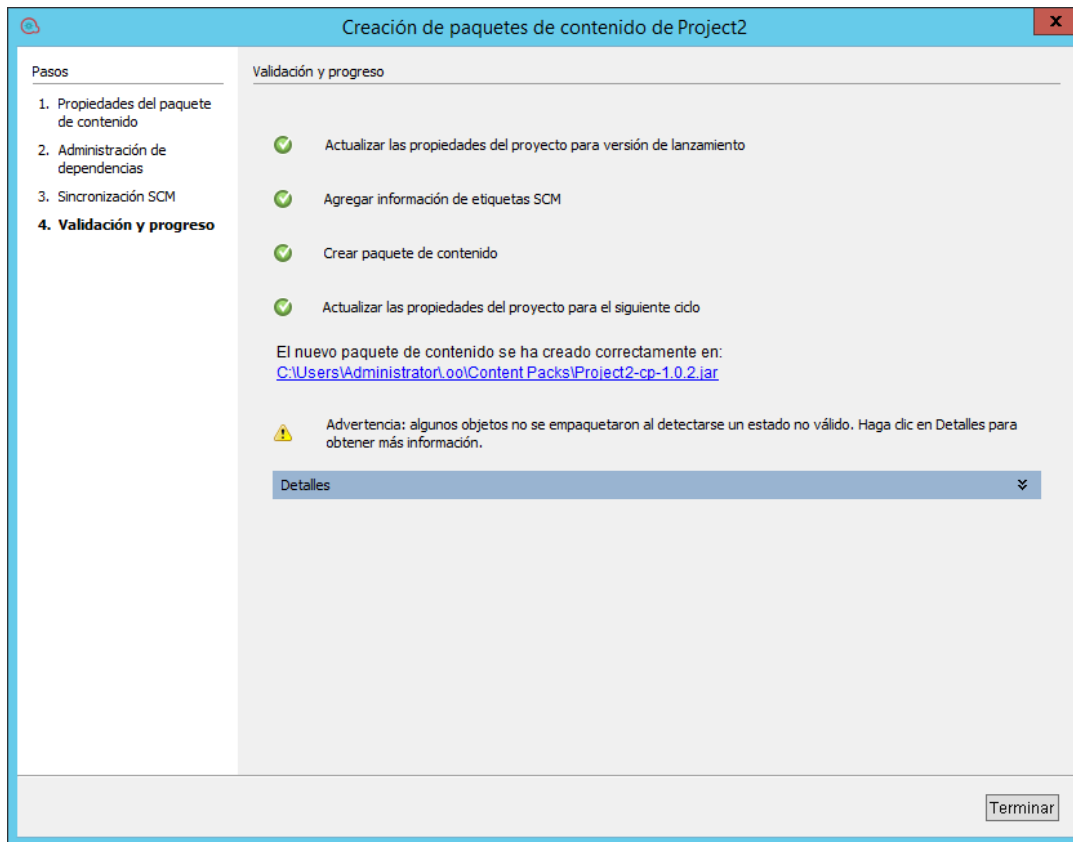 Creación de paquetes de contenido de Project2
x
Pasos
1. Propiedades del paquete
de contenido
2. Administración de
dependencias
3. Sincronización SCM
4. Validación y progreso
Validación y progreso
Actualizar las propiedades del proyecto para versión de lanzamiento
Agregar información de etiquetas SCM
Crear paquete de contenido
Actualizar las propiedades del proyecto para el siguiente ciclo
El nuevo paquete de contenido se ha creado correctamente en:
C:\Users\Administrator\.oo\Content Packs\Project2-cp-1.0.2.jar
Advertencia: algunos objetos no se empaquetaron al detectarse un estado no válido. Haga clic en Detalles para
obtener más información.
Detalles
Terminar